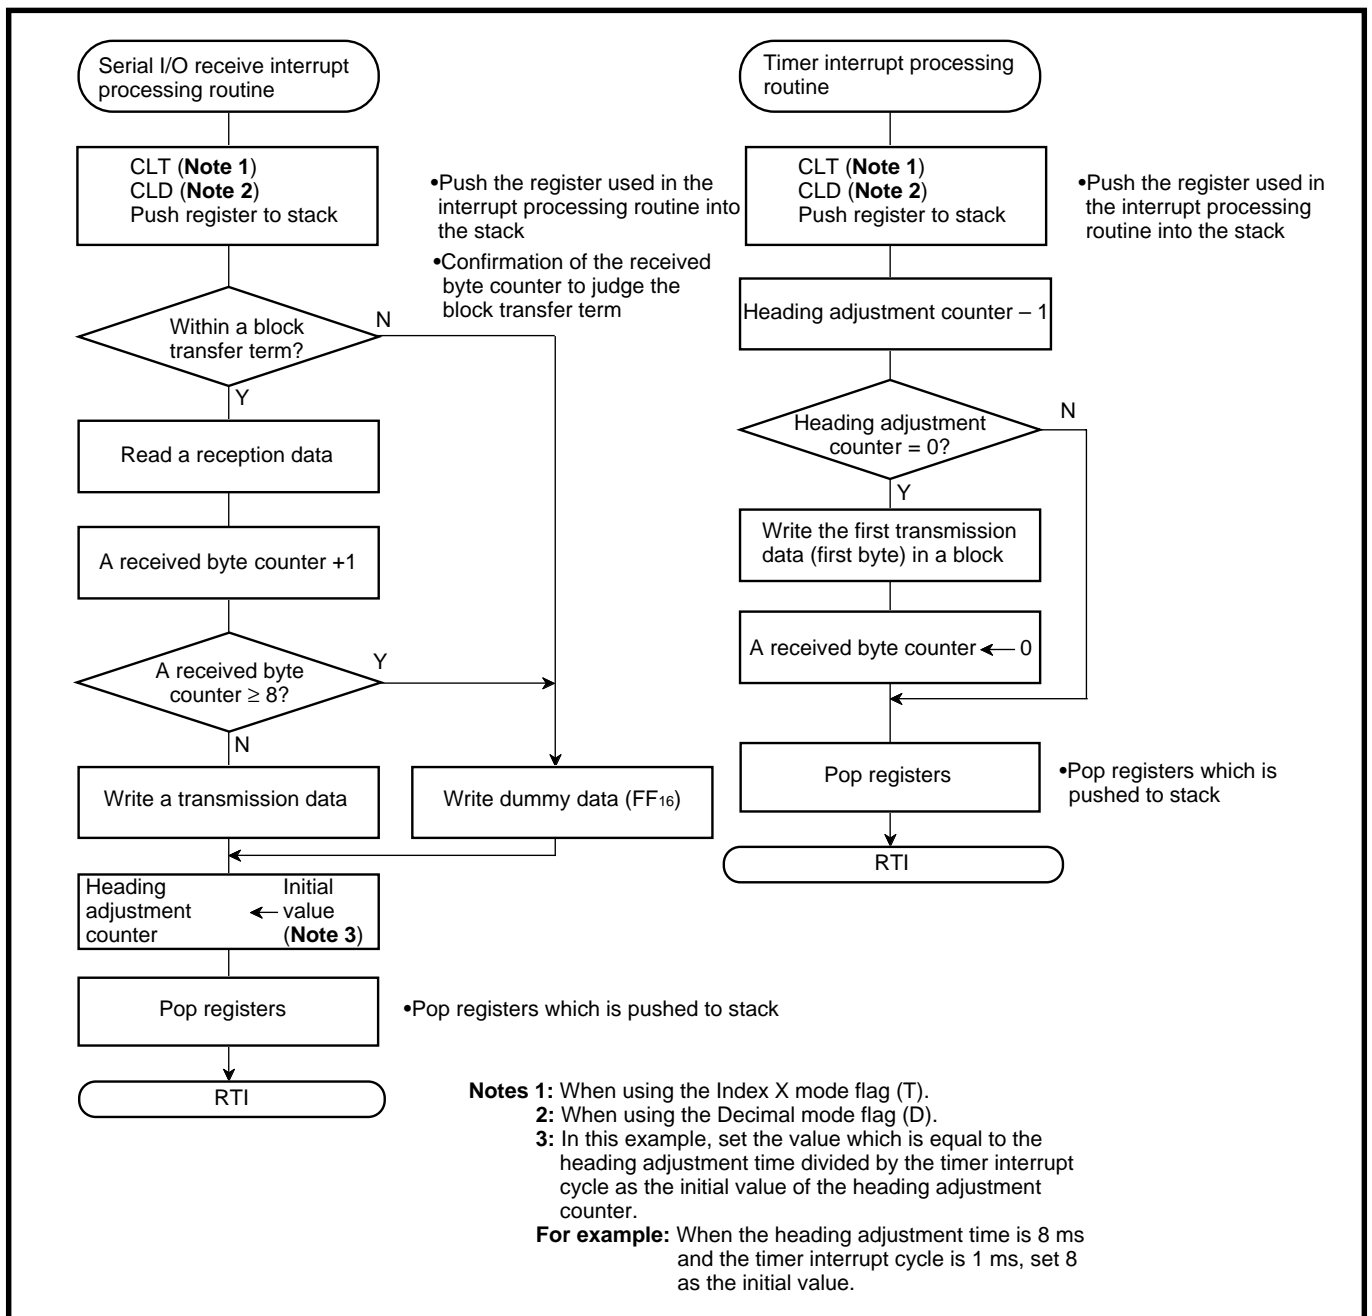 Serial I/O receive interrupt
processing routine
CLT (Note 1)
CLD (Note 2)
Push register to stack
•Push the register used in the
interrupt processing routine into
the stack
•Confirmation of the received
byte counter to judge the
block transfer term
Within a block
transfer term?
N
Y
Read a reception data
A received byte counter +1
A received byte
counter ≥ 8?
Y
N
Write a transmission data
Write dummy data (FF₁₆)
Heading
adjustment
counter
←
Initial
value
(Note 3)
Pop registers
•Pop registers which is pushed to stack
RTI
Timer interrupt processing
routine
CLT (Note 1)
CLD (Note 2)
Push register to stack
•Push the register used in
the interrupt processing
routine into the stack
Heading adjustment counter – 1
Heading adjustment
counter = 0?
N
Y
Write the first transmission
data (first byte) in a block
A received byte counter ← 0
Pop registers
•Pop registers which is
pushed to stack
RTI
Notes 1: When using the Index X mode flag (T).
2: When using the Decimal mode flag (D).
3: In this example, set the value which is equal to the
heading adjustment time divided by the timer interrupt
cycle as the initial value of the heading adjustment
counter.
For example: When the heading adjustment time is 8 ms
and the timer interrupt cycle is 1 ms, set 8
as the initial value.